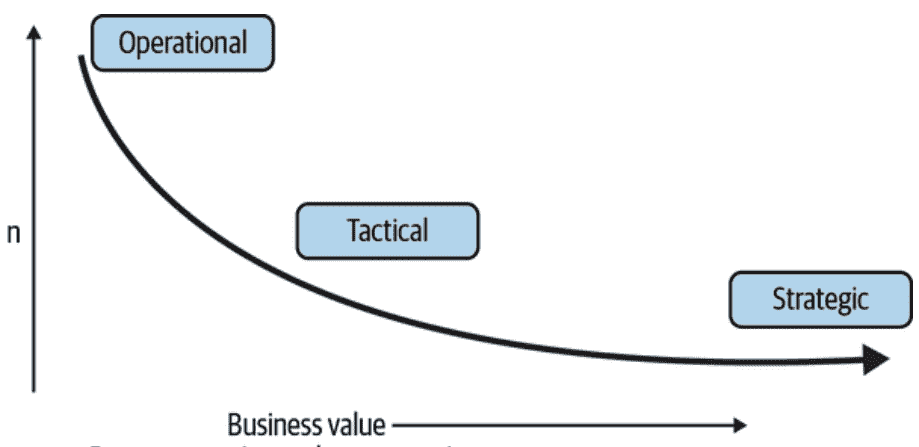 Operational
n
Tactical
Strategic
Business value